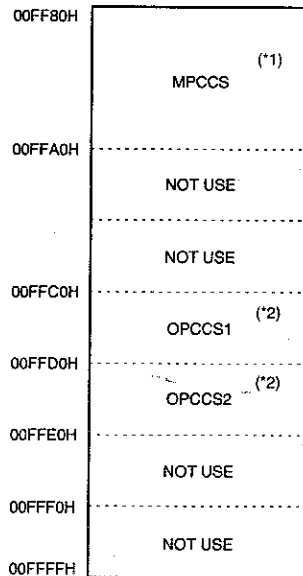 00FF80H
(*1)
MPCCS
00FFA0H
NOT USE
NOT USE
00FFC0H
(*2)
OPCCS1
00FFD0H
(*2)
OPCCS2
00FFE0H
NOT USE
00FFF0H
NOT USE
00FFFFH